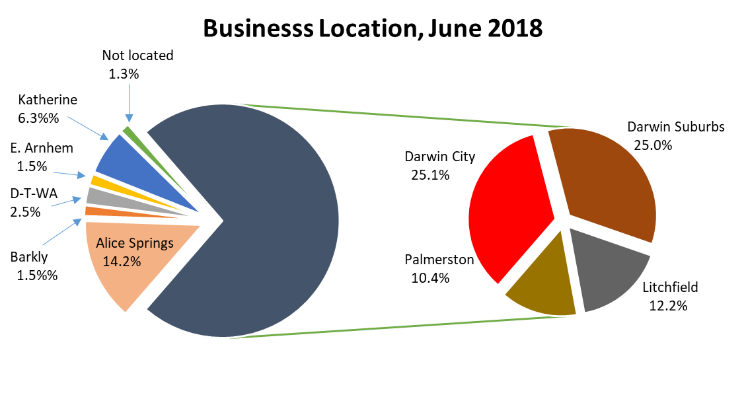 Businesss Location, June 2018
Not located
1.3%
Katherine
6.3%%
E. Arnhem
1.5%
D-T-WA
2.5%
Barkly
1.5%%
Alice Springs
14.2%
Darwin City
25.1%
Darwin Suburbs
25.0%
Palmerston
10.4%
Litchfield
12.2%